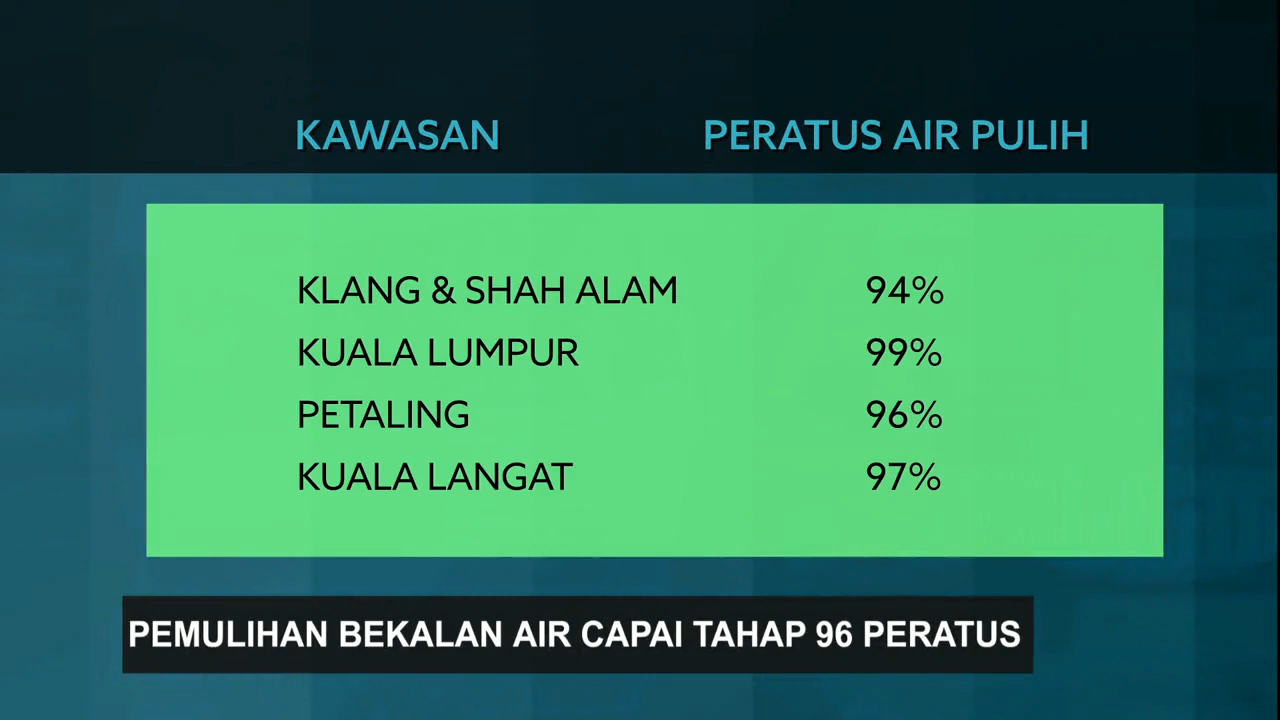 KAWASAN PERATUS AIR PULIH
KLANG & SHAH ALAM 94%
KUALA LUMPUR 99%
PETALING 96%
KUALA LANGAT 97%
PEMULIHAN BEKALAN AIR CAPAI TAHAP 96 PERATUS